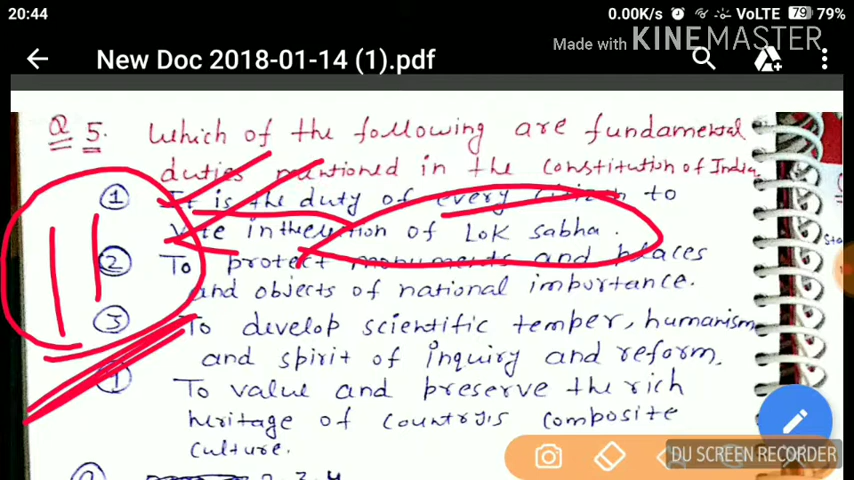 20:44 0.00K/s VoLTE 79 79%
Made with KINEMASTER
New Doc 2018-01-14 (1).pdf
Q 5. Which of the following are fundamental
duties mentioned in the constitution of India.
1 It is the duty of every citizen to
vote in the election of Lok sabha.
2 To protect monuments and places
and objects of national importance.
3 To develop scientific temper, humanism
and spirit of inquiry and reform.
1 To value and preserve the rich
heritage of country's composite
culture.
2.3.4
DU SCREEN RECORDER